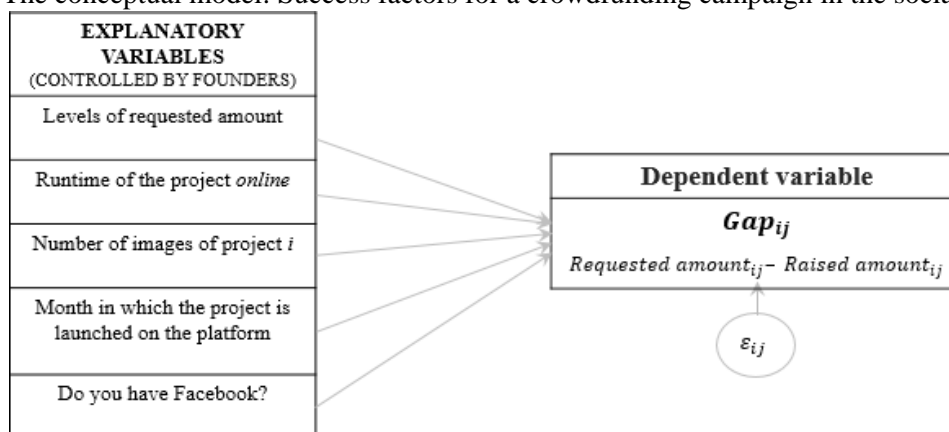 The conceptual model. Success factors for a crowdfunding campaign in the
EXPLANATORY
VARIABLES
(CONTROLLED BY FOUNDERS)
Levels of requested amount
Runtime of the project online
Number of images of project i
Month in which the project is
launched on the platform
Do you have Facebook?
Dependent variable
Gap_ij
Requested amount_ij – Raised amount_ij
ε_ij